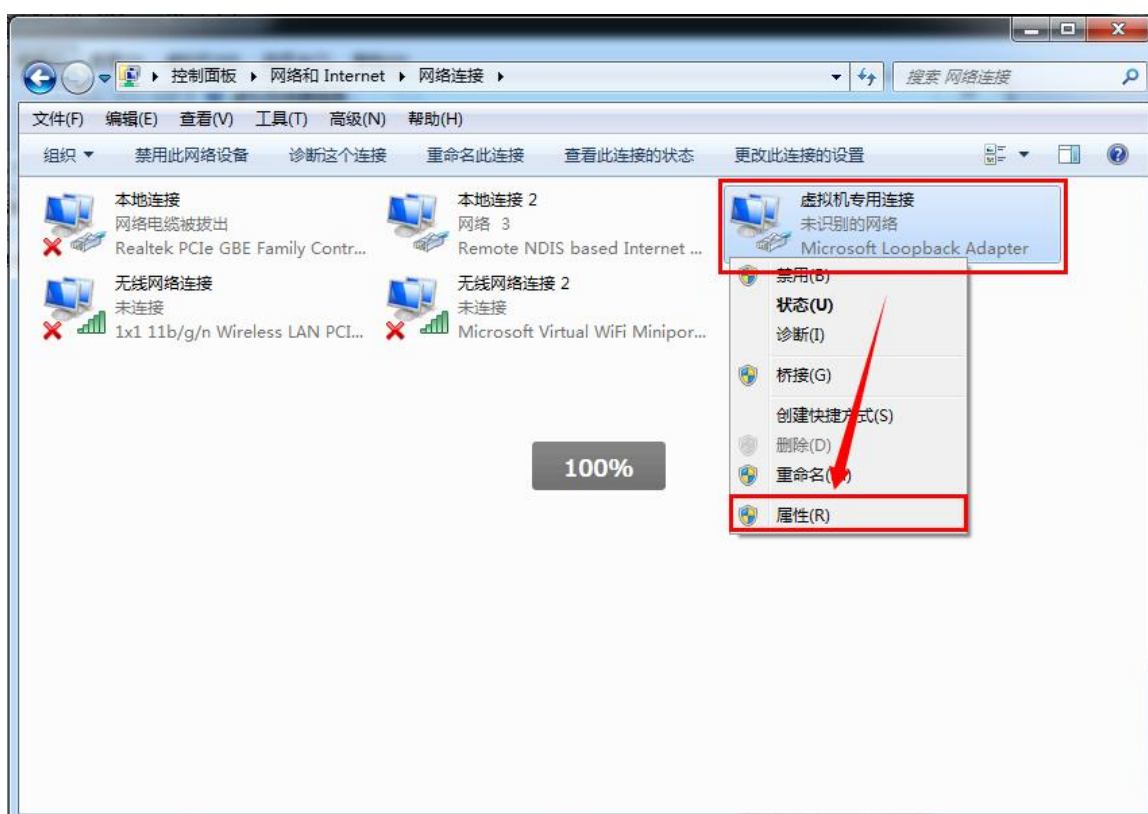 控制面板 ▸ 网络和 Internet ▸ 网络连接 ▸
搜索 网络连接
文件(F) 编辑(E) 查看(V) 工具(T) 高级(N) 帮助(H)
组织 禁用此网络设备 诊断这个连接 重命名此连接 查看此连接的状态 更改此连接的设置
本地连接
网络电缆被拔出
Realtek PCIe GBE Family Contr...
本地连接 2
网络 3
Remote NDIS based Internet ...
虚拟机专用连接
未识别的网络
Microsoft Loopback Adapter
无线网络连接
未连接
1x1 11b/g/n Wireless LAN PCI...
无线网络连接 2
未连接
Microsoft Virtual WiFi Minipor...
禁用(B)
状态(U)
诊断(I)
桥接(G)
创建快捷方式(S)
删除(D)
重命名
属性(R)
100%